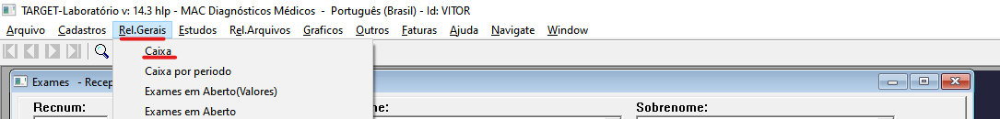 TARGET-Laboratório v: 14.3 hlp - MAC Diagnósticos Médicos - Português (Brasil) - Id: VITOR
Arquivo Cadastros Rel.Gerais Estudos Rel.Arquivos Graficos Outros Faturas Ajuda Navigate Window
Caixa
Caixa por periodo
Exames em Aberto(Valores)
Exames em Aberto
Exames - Recep
Recnum: me: Sobrenome: